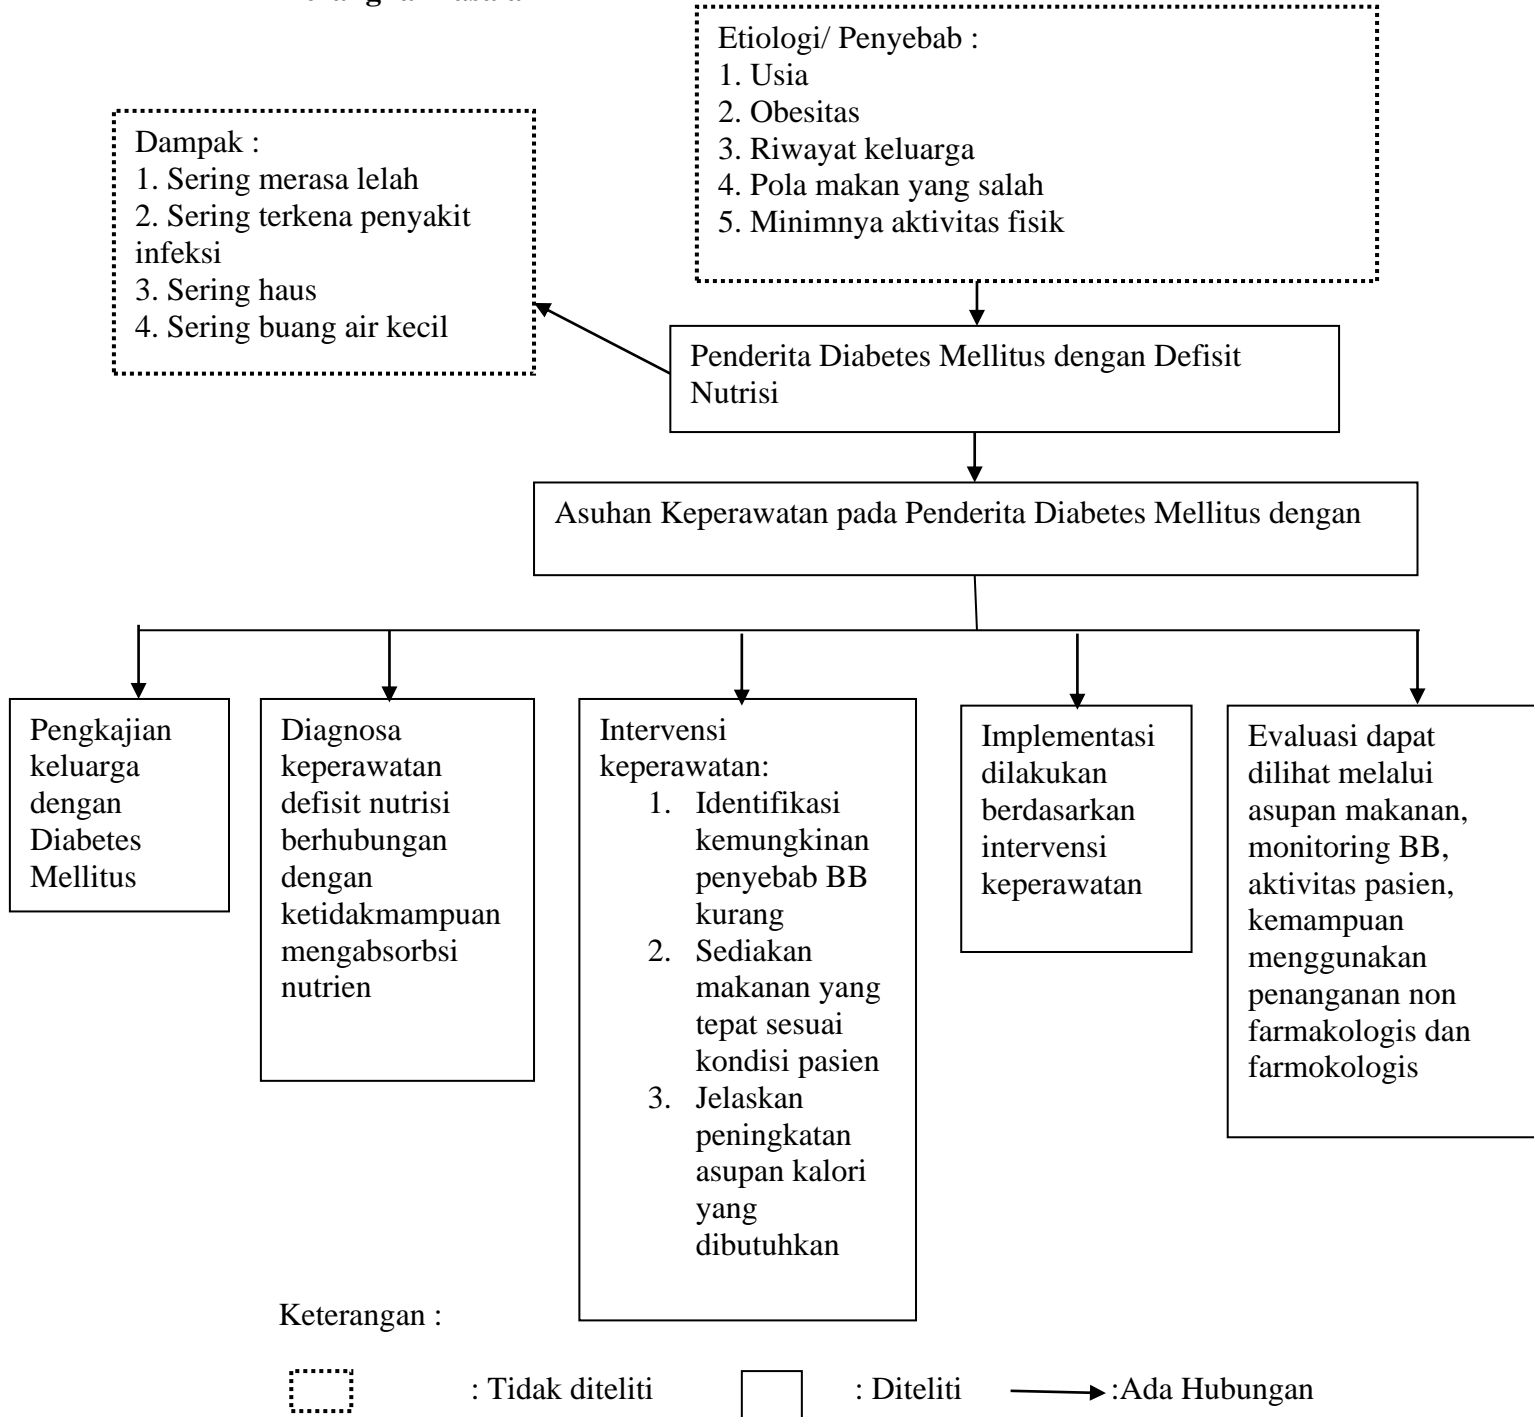 Etiologi/ Penyebab :
1. Usia
2. Obesitas
3. Riwayat keluarga
4. Pola makan yang salah
5. Minimnya aktivitas fisik
Dampak :
1. Sering merasa lelah
2. Sering terkena penyakit
infeksi
3. Sering haus
4. Sering buang air kecil
Penderita Diabetes Mellitus dengan Defisit
Nutrisi
Asuhan Keperawatan pada Penderita Diabetes Mellitus dengan
Pengkajian
keluarga
dengan
Diabetes
Mellitus
Diagnosa
keperawatan
defisit nutrisi
berhubungan
dengan
ketidakmampuan
mengabsorbsi
nutrien
Intervensi
keperawatan:
1. Identifikasi
kemungkinan
penyebab BB
kurang
2. Sediakan
makanan yang
tepat sesuai
kondisi pasien
3. Jelaskan
peningkatan
asupan kalori
yang
dibutuhkan
Implementasi
dilakukan
berdasarkan
intervensi
keperawatan
Evaluasi dapat
dilihat melalui
asupan makanan,
monitoring BB,
aktivitas pasien,
kemampuan
menggunakan
penanganan non
farmakologis dan
farmokologis
Keterangan :
: Tidak diteliti : Diteliti :Ada Hubungan